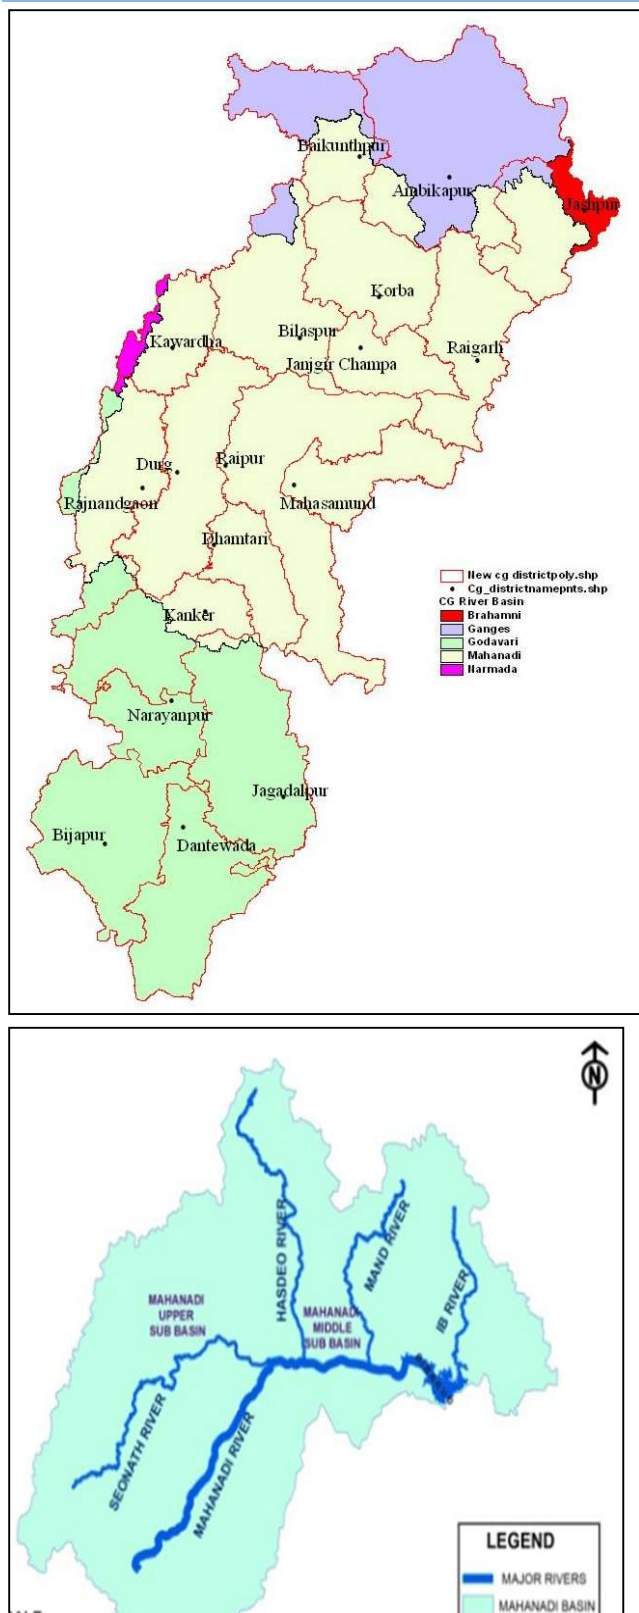 Baikunthpur
Ambikapur
Jashpur
Korba
Bilaspur
Kawardha
Janjgir Champa
Raigarh
Durg
Raipur
Rajnandgaon
Mahasamund
Dhamtari
Kanker
New cg districtpoly.shp
Cg_districtnamepnts.shp
CG River Basin
Brahamni
Ganges
Godavari
Mahanadi
Narmada
Narayanpur
Jagadalpur
Bijapur
Dantewada
N
HASDEO RIVER
MAND RIVER
IB RIVER
MAHANADI
UPPER
SUB BASIN
MAHANADI
MIDDLE
SUB BASIN
SEONATH RIVER
MAHANADI RIVER
LEGEND
MAJOR RIVERS
MAHANADI BASIN